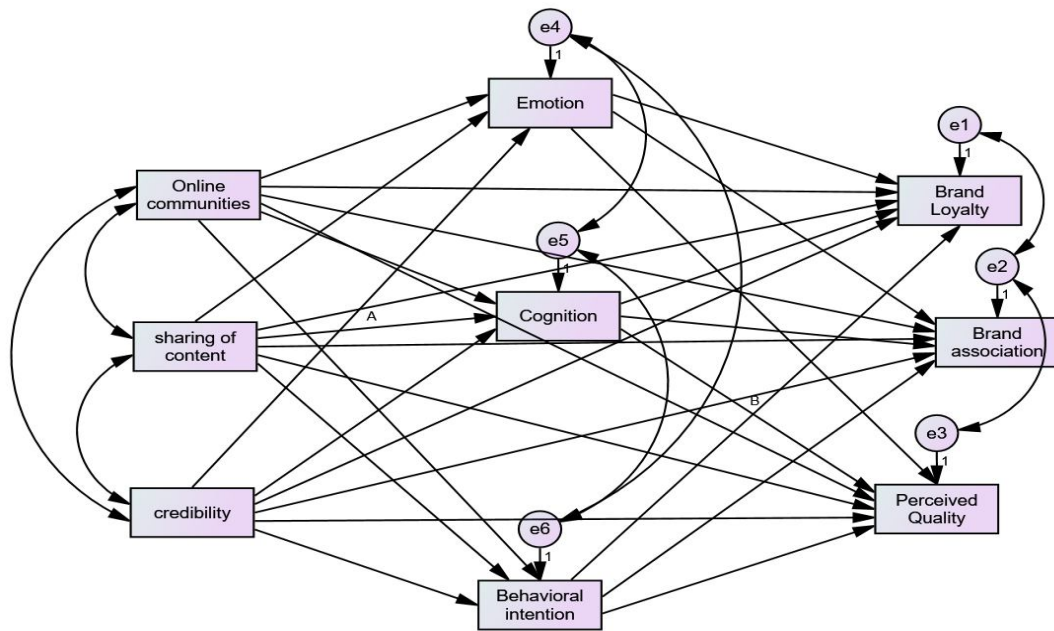 e4
1
Emotion
e1
1
Online
communities
Brand
Loyalty
e5
1
e2
1
Cognition
A
sharing of
content
Brand
association
B
e3
1
credibility
Perceived
Quality
e6
1
Behavioral
intention